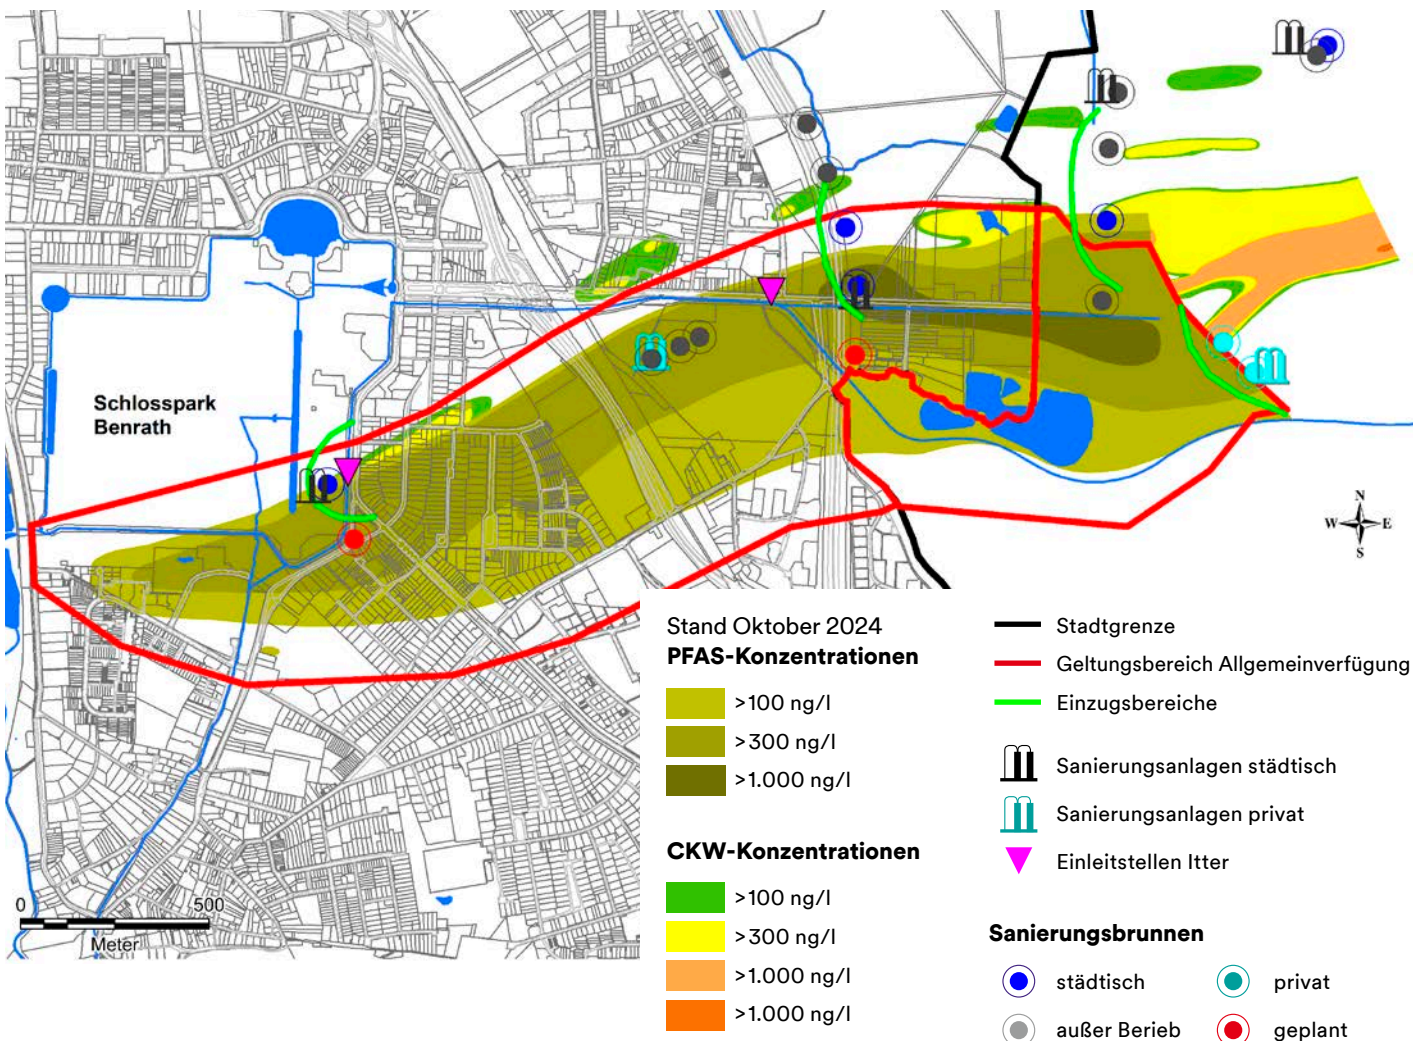 Schlosspark
Benrath
N
W E
S
0 500
Meter
Stand Oktober 2024
PFAS-Konzentrationen
>100 ng/l
>300 ng/l
>1.000 ng/l
CKW-Konzentrationen
>100 ng/l
>300 ng/l
>1.000 ng/l
>1.000 ng/l
Stadtgrenze
Geltungsbereich Allgemeinverfügung
Einzugsbereiche
Sanierungsanlagen städtisch
Sanierungsanlagen privat
Einleitstellen Itter
Sanierungsbrunnen
städtisch
privat
außer Berieb
geplant